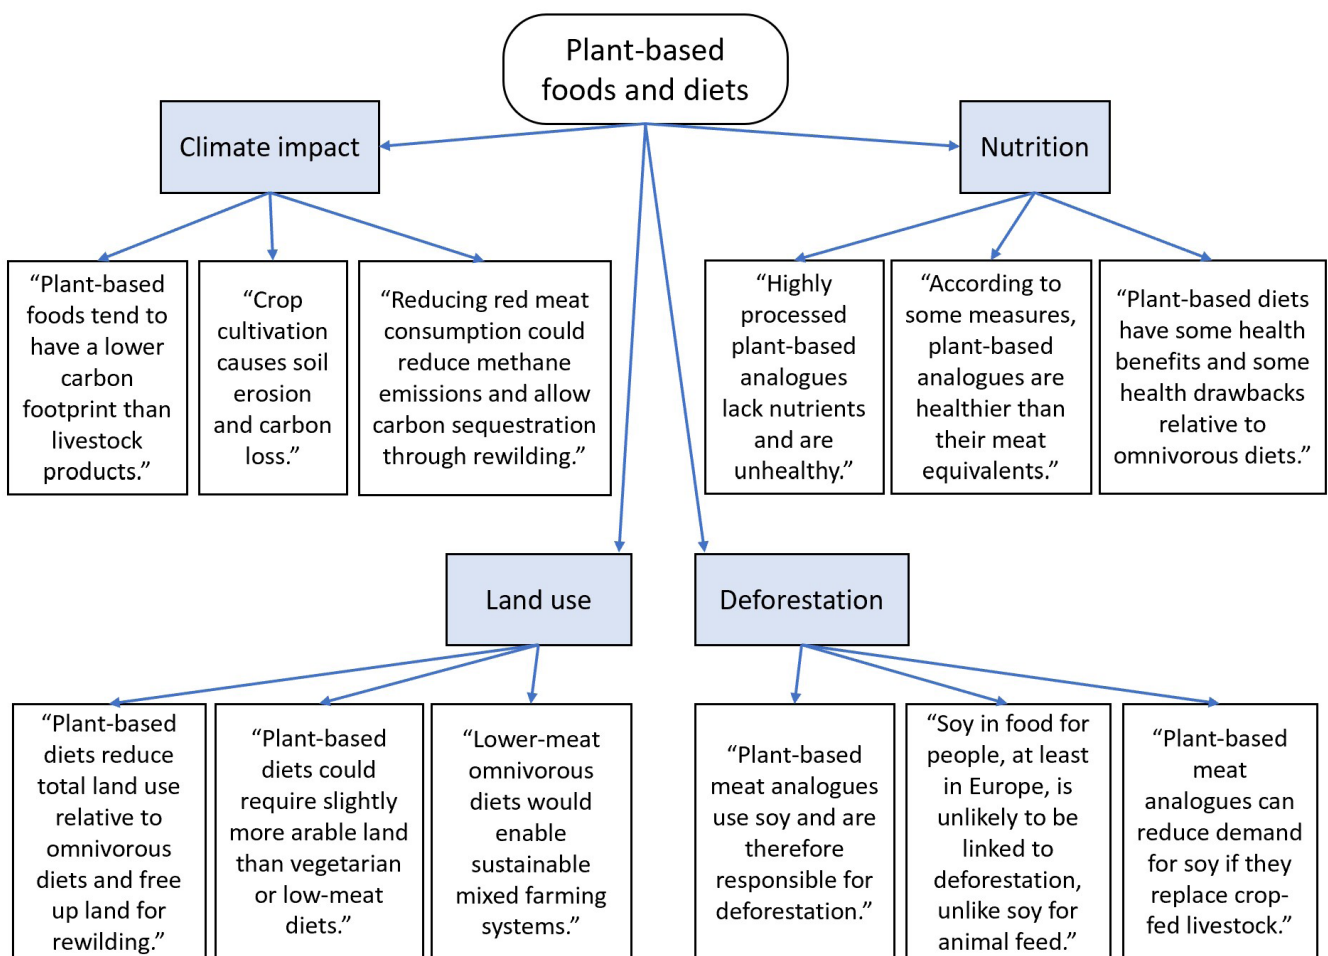 Plant-based
foods and diets
Climate impact
Nutrition
“Plant-based
foods tend to
have a lower
carbon
footprint than
livestock
products.”
“Crop
cultivation
causes soil
erosion
and carbon
loss.”
“Reducing red meat
consumption could
reduce methane
emissions and allow
carbon sequestration
through rewilding.”
“Highly
processed
plant-based
analogues
lack nutrients
and are
unhealthy.”
“According to
some measures,
plant-based
analogues are
healthier than
their meat
equivalents.”
“Plant-based diets
have some health
benefits and some
health drawbacks
relative to
omnivorous diets.”
Land use
Deforestation
“Plant-based
diets reduce
total land use
relative to
omnivorous
diets and free
up land for
rewilding.”
“Plant-based
diets could
require slightly
more arable land
than vegetarian
or low-meat
diets.”
“Lower-meat
omnivorous
diets would
enable
sustainable
mixed farming
systems.”
“Plant-based
meat analogues
use soy and are
therefore
responsible for
deforestation.”
“Soy in food for
people, at least
in Europe, is
unlikely to be
linked to
deforestation,
unlike soy for
animal feed.”
“Plant-based
meat
analogues can
reduce demand
for soy if they
replace crop-
fed livestock.”